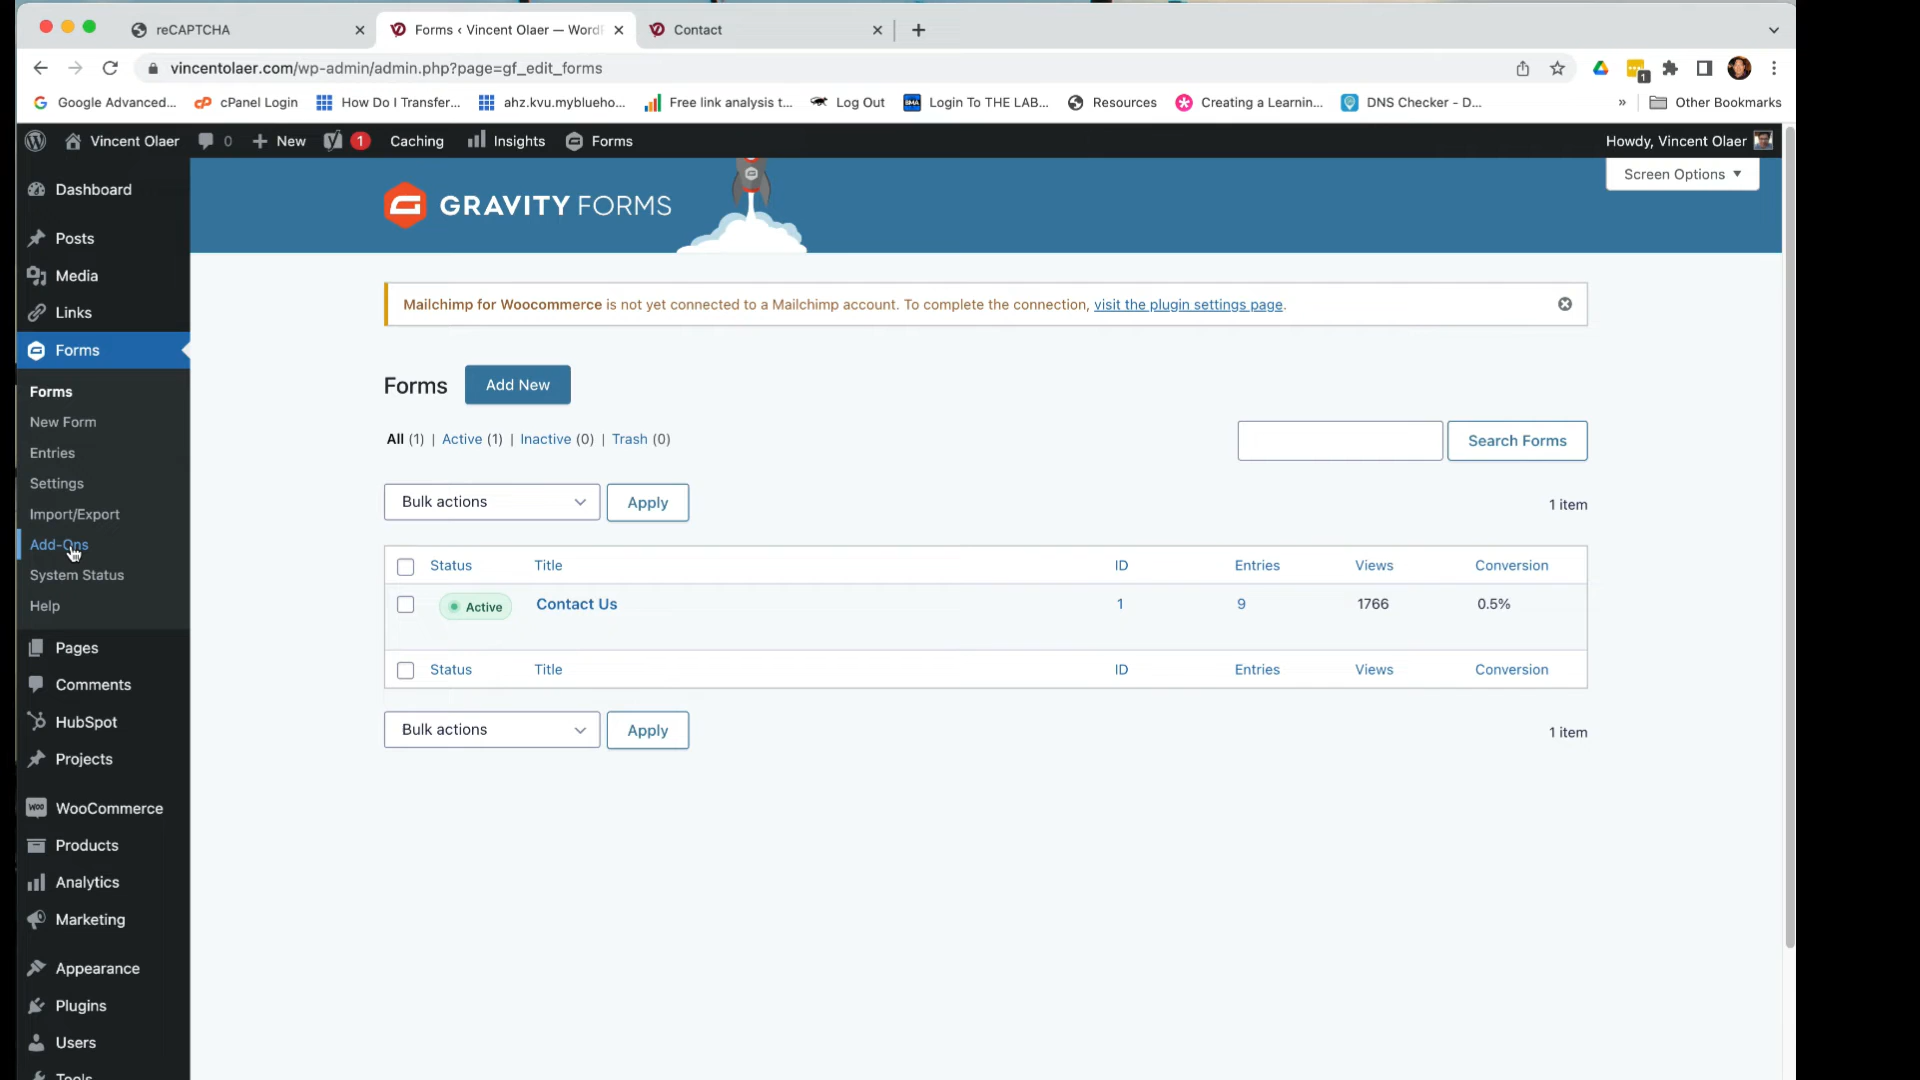 reCAPTCHA
Forms ‹ Vincent Olaer — Word
Contact
vincentolaer.com/wp-admin/admin.php?page=gf_edit_forms
1
Google Advanced...
cPanel Login
How Do I Transfer...
ahz.kvu.myblueho...
Free link analysis t...
Log Out
Login To THE LAB...
Resources
Creating a Learnin...
DNS Checker - D...
»
Other Bookmarks
Vincent Olaer
0
New
1
Caching
Insights
Forms
Howdy, Vincent Olaer
Screen Options
GRAVITY FORMS
Dashboard
Posts
Media
Links
Forms
Forms
New Form
Entries
Settings
Import/Export
Add-Ons
System Status
Help
Pages
Comments
HubSpot
Projects
WooCommerce
Products
Analytics
Marketing
Appearance
Plugins
Users
Tools
Mailchimp for Woocommerce is not yet connected to a Mailchimp account. To complete the connection, visit the plugin settings page.
Forms
Add New
All (1) | Active (1) | Inactive (0) | Trash (0)
Search Forms
Bulk actions
Apply
1 item
Status Title ID Entries Views Conversion
Active Contact Us 1 9 1766 0.5%
Status Title ID Entries Views Conversion
Bulk actions
Apply
1 item